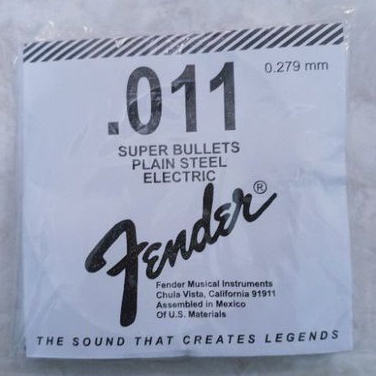 .011
0.279 mm
SUPER BULLETS
PLAIN STEEL
ELECTRIC
Fender®
Fender Musical Instruments
Chula Vista, California 91911
Assembled in Mexico
Of U.S. Materials
THE SOUND THAT CREATES LEGENDS